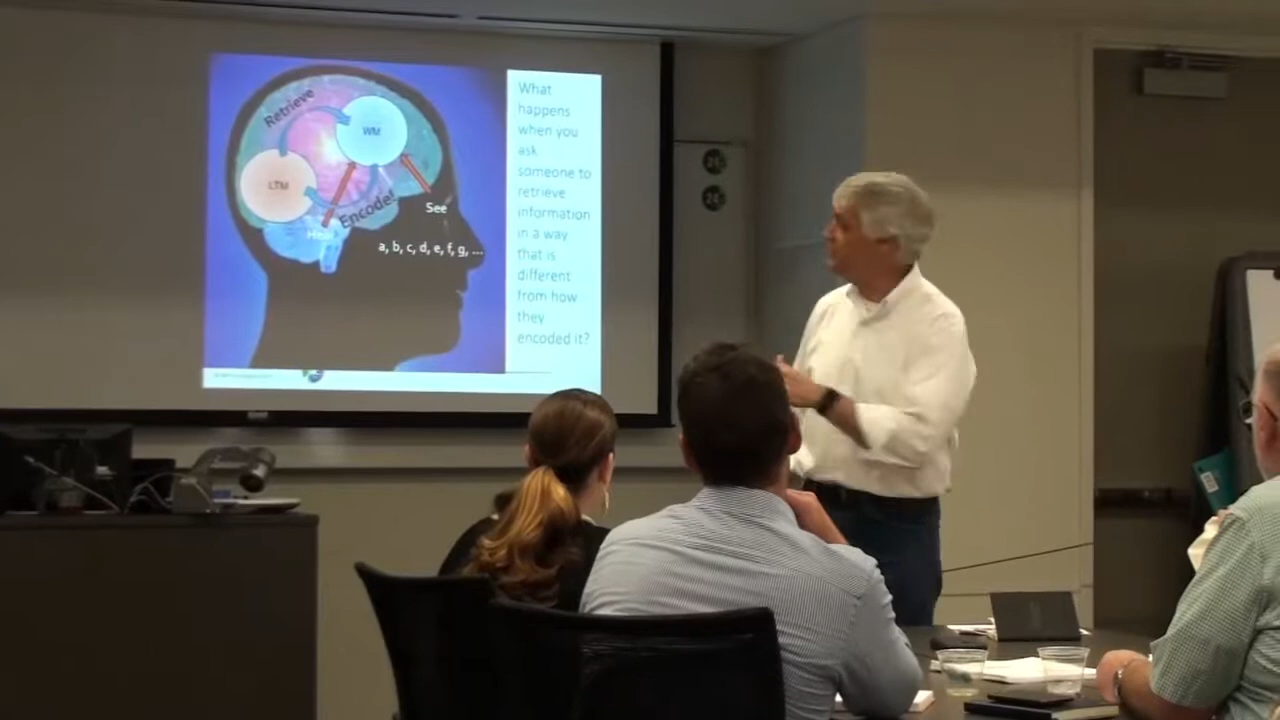 Retrieve
WM
LTM
Encode!
See
Hear
a, b, c, d, e, f, g, ...
What
happens
when you
ask
someone to
retrieve
information
in a way
that is
different
from how
they
encoded it?